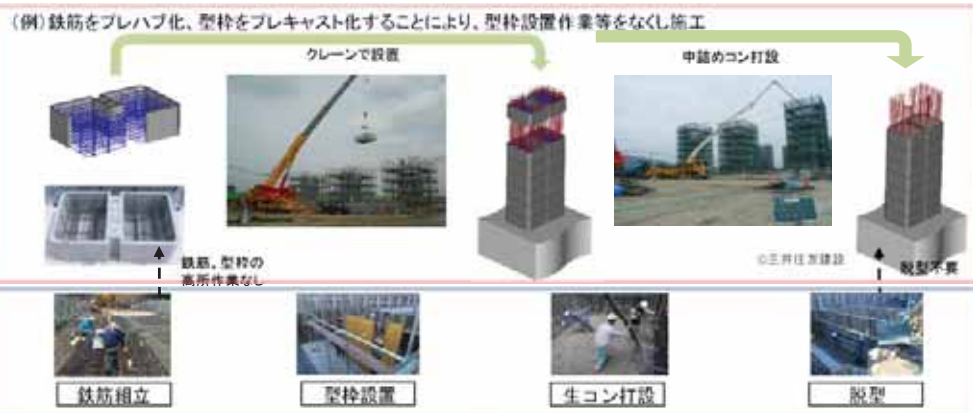 (例)鉄筋をプレハブ化、型枠をプレキャスト化することにより、型枠設置作業等をなくし施工
クレーンで設置
中詰めコン打設
鉄筋、型枠の
高所作業なし
©三井住友建設
脱型不要
鉄筋組立
型枠設置
生コン打設
脱型